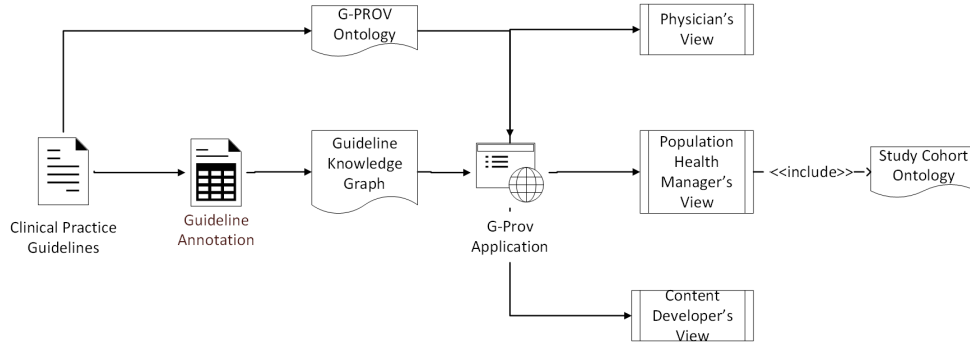 G-PROV
Ontology
Physician's
View
Clinical Practice
Guidelines
Guideline
Annotation
Guideline
Knowledge
Graph
G-Prov
Application
Population
Health
Manager's
View
<<include>>
Study Cohort
Ontology
Content
Developer's
View